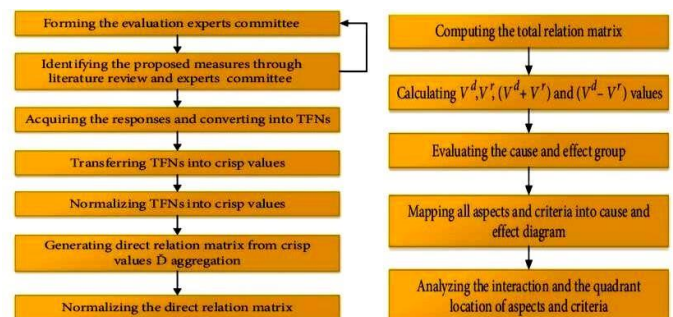 Forming the evaluation experts committee
Identifying the proposed measures through
literature review and experts committee
Acquiring the responses and converting into TFNs
Transferring TFNs into crisp values
Normalizing TFNs into crisp values
Generating direct relation matrix from crisp
values D̃ aggregation
Normalizing the direct relation matrix
Computing the total relation matrix
Calculating V^d, V^r, (V^d + V^r) and (V^d − V^r) values
Evaluating the cause and effect group
Mapping all aspects and criteria into cause and
effect diagram
Analyzing the interaction and the quadrant
location of aspects and criteria